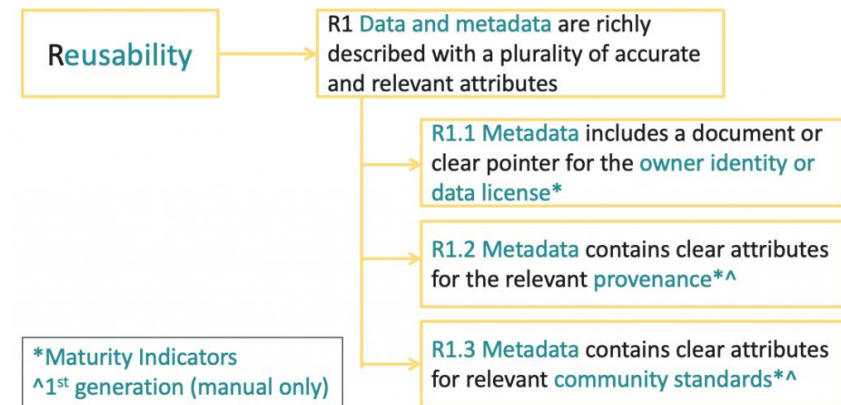 Reusability
R1 Data and metadata are richly
described with a plurality of accurate
and relevant attributes
R1.1 Metadata includes a document or
clear pointer for the owner identity or
data license*
R1.2 Metadata contains clear attributes
for the relevant provenance*^
R1.3 Metadata contains clear attributes
for relevant community standards*^
*Maturity Indicators
^1st generation (manual only)